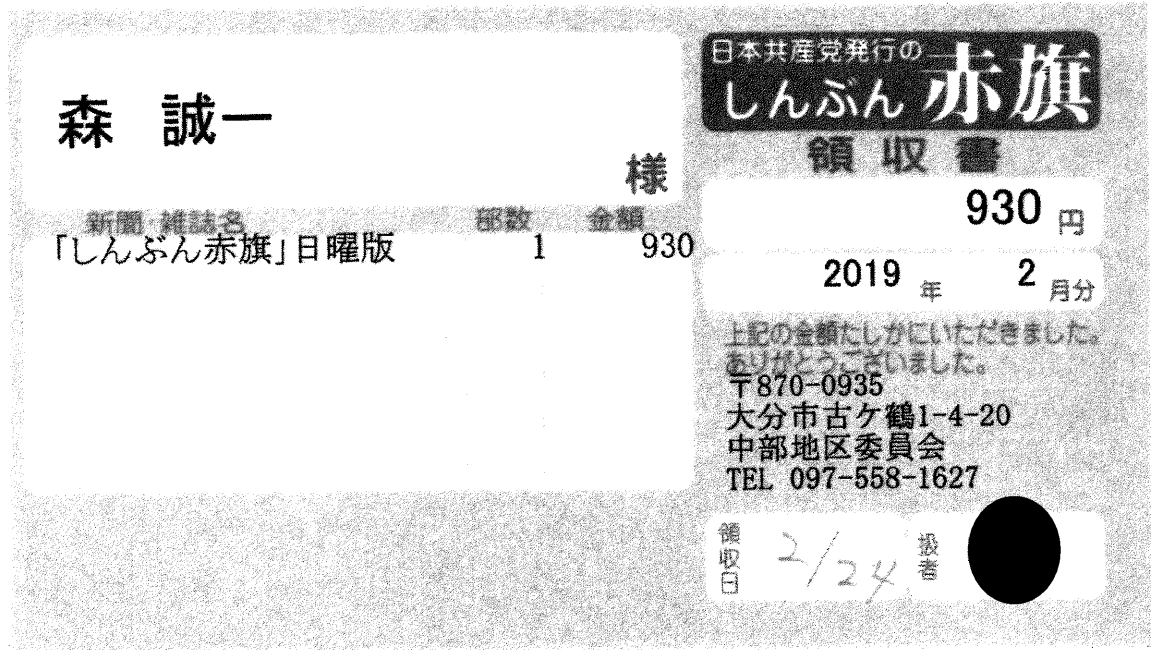 森 誠一
様
新聞・雑誌名 部数 金額
「しんぶん赤旗」日曜版 1 930
日本共産党発行の
しんぶん 赤旗
領収書
930 円
2019 年 2 月分
上記の金額たしかにいただきました。
ありがとうございました。
〒870-0935
大分市古ケ鶴1-4-20
中部地区委員会
TEL 097-558-1627
領収日 2/24 扱者